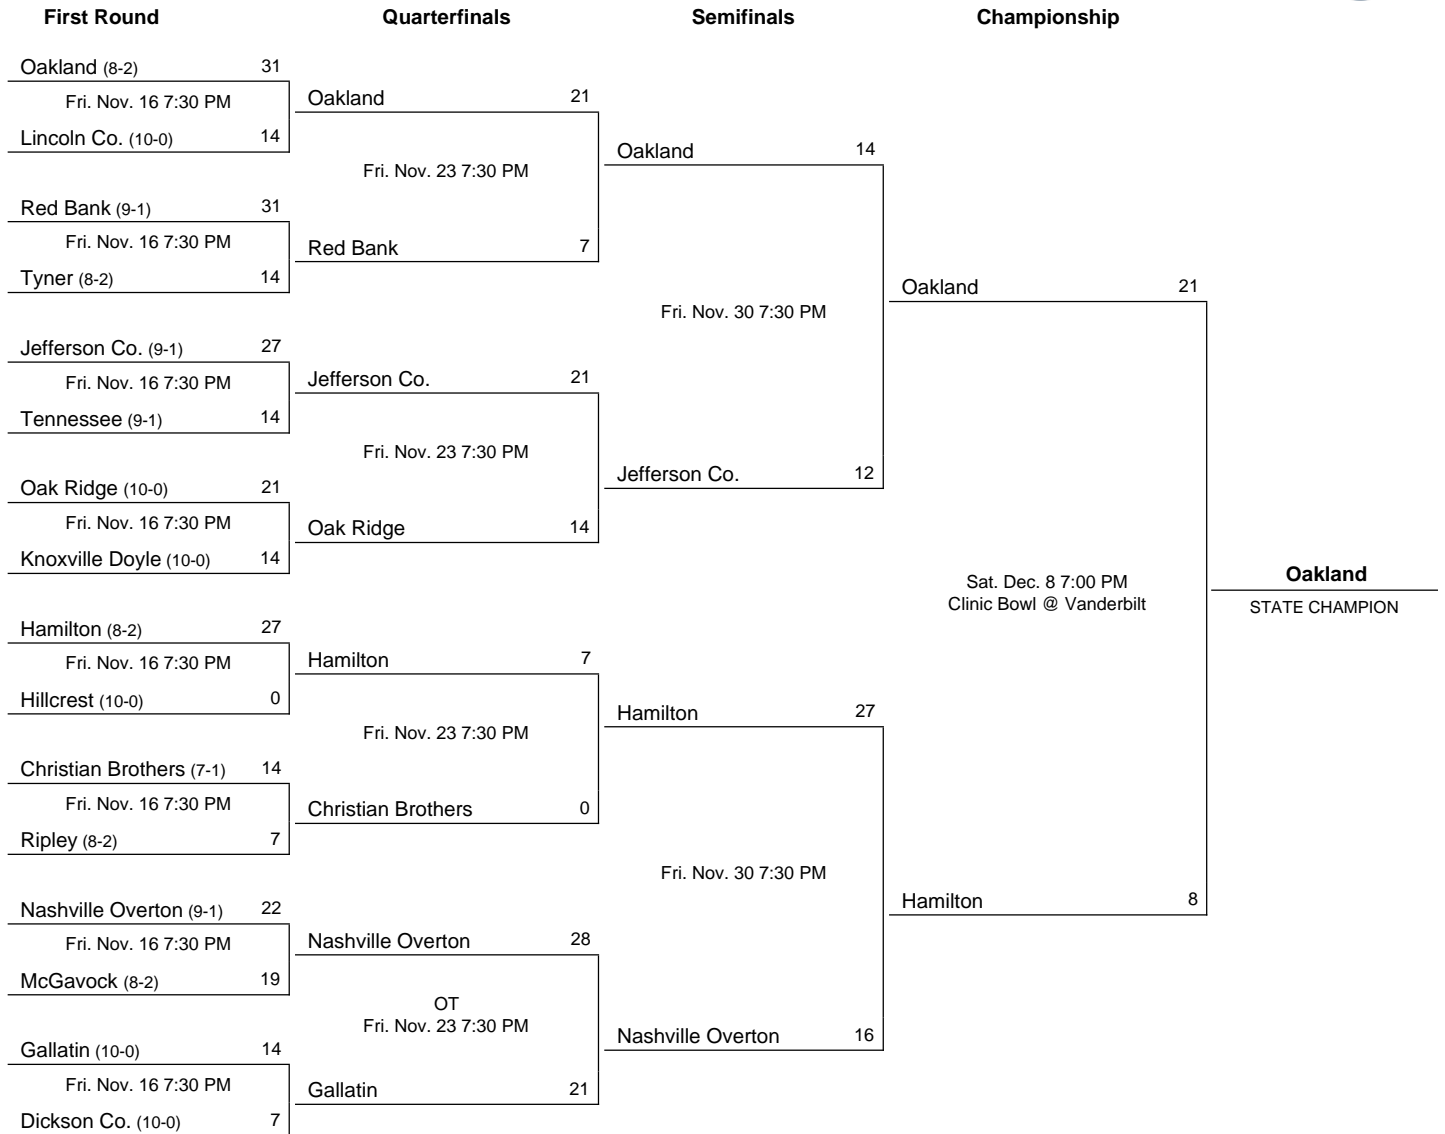 First Round Quarterfinals Semifinals Championship
Oakland (8-2) 31
Fri. Nov. 16 7:30 PM
Lincoln Co. (10-0) 14
Red Bank (9-1) 31
Fri. Nov. 16 7:30 PM
Tyner (8-2) 14
Jefferson Co. (9-1) 27
Fri. Nov. 16 7:30 PM
Tennessee (9-1) 14
Oak Ridge (10-0) 21
Fri. Nov. 16 7:30 PM
Knoxville Doyle (10-0) 14
Hamilton (8-2) 27
Fri. Nov. 16 7:30 PM
Hillcrest (10-0) 0
Christian Brothers (7-1) 14
Fri. Nov. 16 7:30 PM
Ripley (8-2) 7
Nashville Overton (9-1) 22
Fri. Nov. 16 7:30 PM
McGavock (8-2) 19
Gallatin (10-0) 14
Fri. Nov. 16 7:30 PM
Dickson Co. (10-0) 7
Oakland 21
Fri. Nov. 23 7:30 PM
Red Bank 7
Jefferson Co. 21
Fri. Nov. 23 7:30 PM
Oak Ridge 14
Hamilton 7
Fri. Nov. 23 7:30 PM
Christian Brothers 0
Nashville Overton 28
OT
Fri. Nov. 23 7:30 PM
Gallatin 21
Oakland 14
Fri. Nov. 30 7:30 PM
Jefferson Co. 12
Hamilton 27
Fri. Nov. 30 7:30 PM
Nashville Overton 16
Oakland 21
Sat. Dec. 8 7:00 PM
Clinic Bowl @ Vanderbilt
Hamilton 8
Oakland
STATE CHAMPION